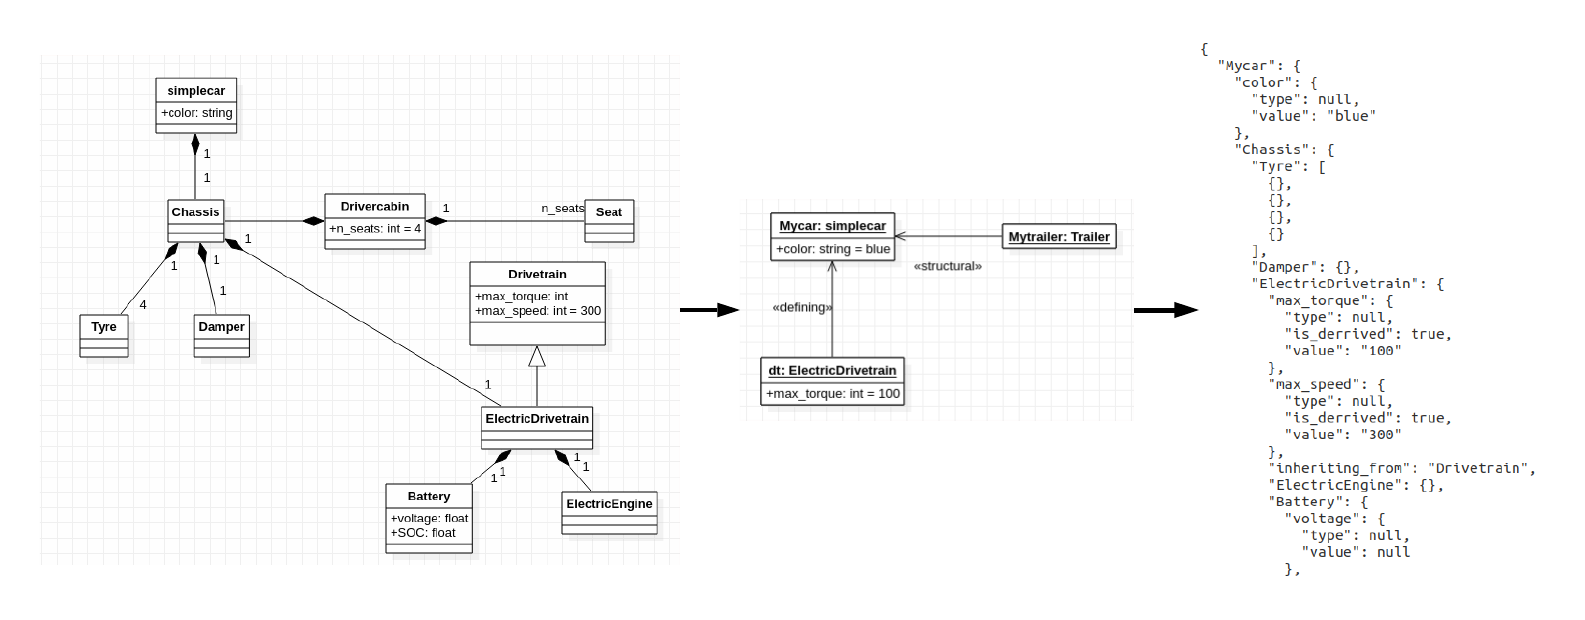 simplecar
+color: string
1
1
Chassis
Drivercabin
+n_seats: int = 4
1
n_seats
Seat
1
1
1
1
4
Tyre
Damper
Drivetrain
+max_torque: int
+max_speed: int = 300
1
ElectricDrivetrain
1
1
1
1
Battery
+voltage: float
+SOC: float
ElectricEngine
Mycar: simplecar
+color: string = blue
Mytrailer: Trailer
«structural»
«defining»
dt: ElectricDrivetrain
+max_torque: int = 100
{
"Mycar": {
"color": {
"type": null,
"value": "blue"
},
"Chassis": {
"Tyre": [
{},
{},
{},
{}
],
"Damper": {},
"ElectricDrivetrain": {
"max_torque": {
"type": null,
"is_derrived": true,
"value": "100"
},
"max_speed": {
"type": null,
"is_derrived": true,
"value": "300"
},
"inheriting_from": "Drivetrain",
"ElectricEngine": {},
"Battery": {
"voltage": {
"type": null,
"value": null
},